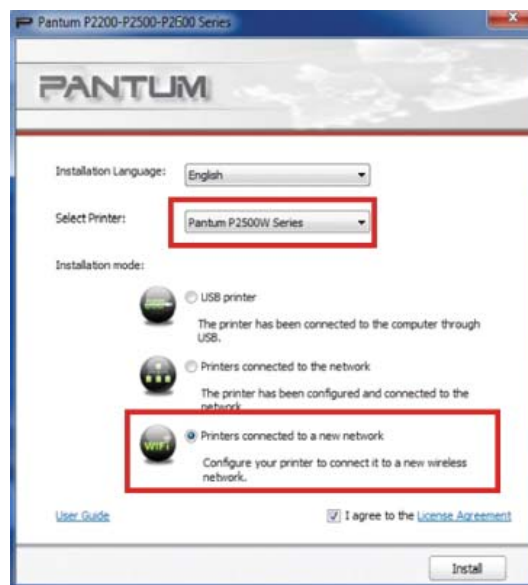 Pantum P2200-P2500-P2600 Series
PANTUM
Installation Language:
English
Select Printer:
Pantum P2500W Series
Installation mode:
USB printer
The printer has been connected to the computer through
USB.
Printers connected to the network
The printer has been configured and connected to the
network.
WiFi
Printers connected to a new network
Configure your printer to connect it to a new wireless
network.
User Guide
I agree to the License Agreement
Install